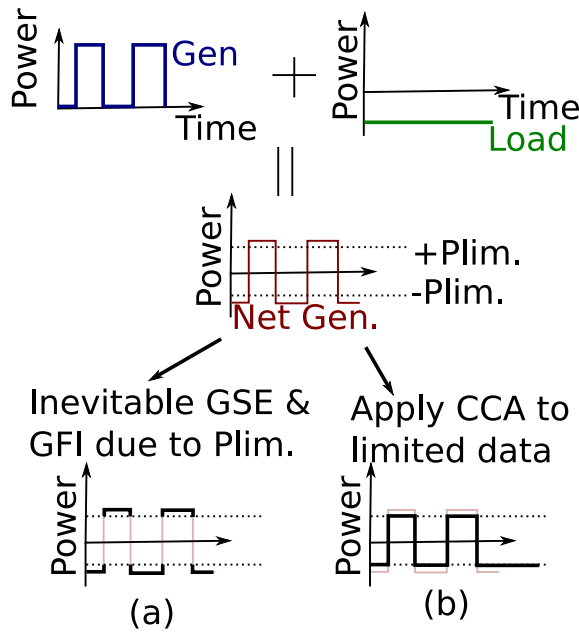 Power
Gen
Time
+
Power
Time
Load
Power
+Plim.
-Plim.
Net Gen.
Inevitable GSE &
GFI due to Plim.
Apply CCA to
limited data
Power
Power
(a)
(b)